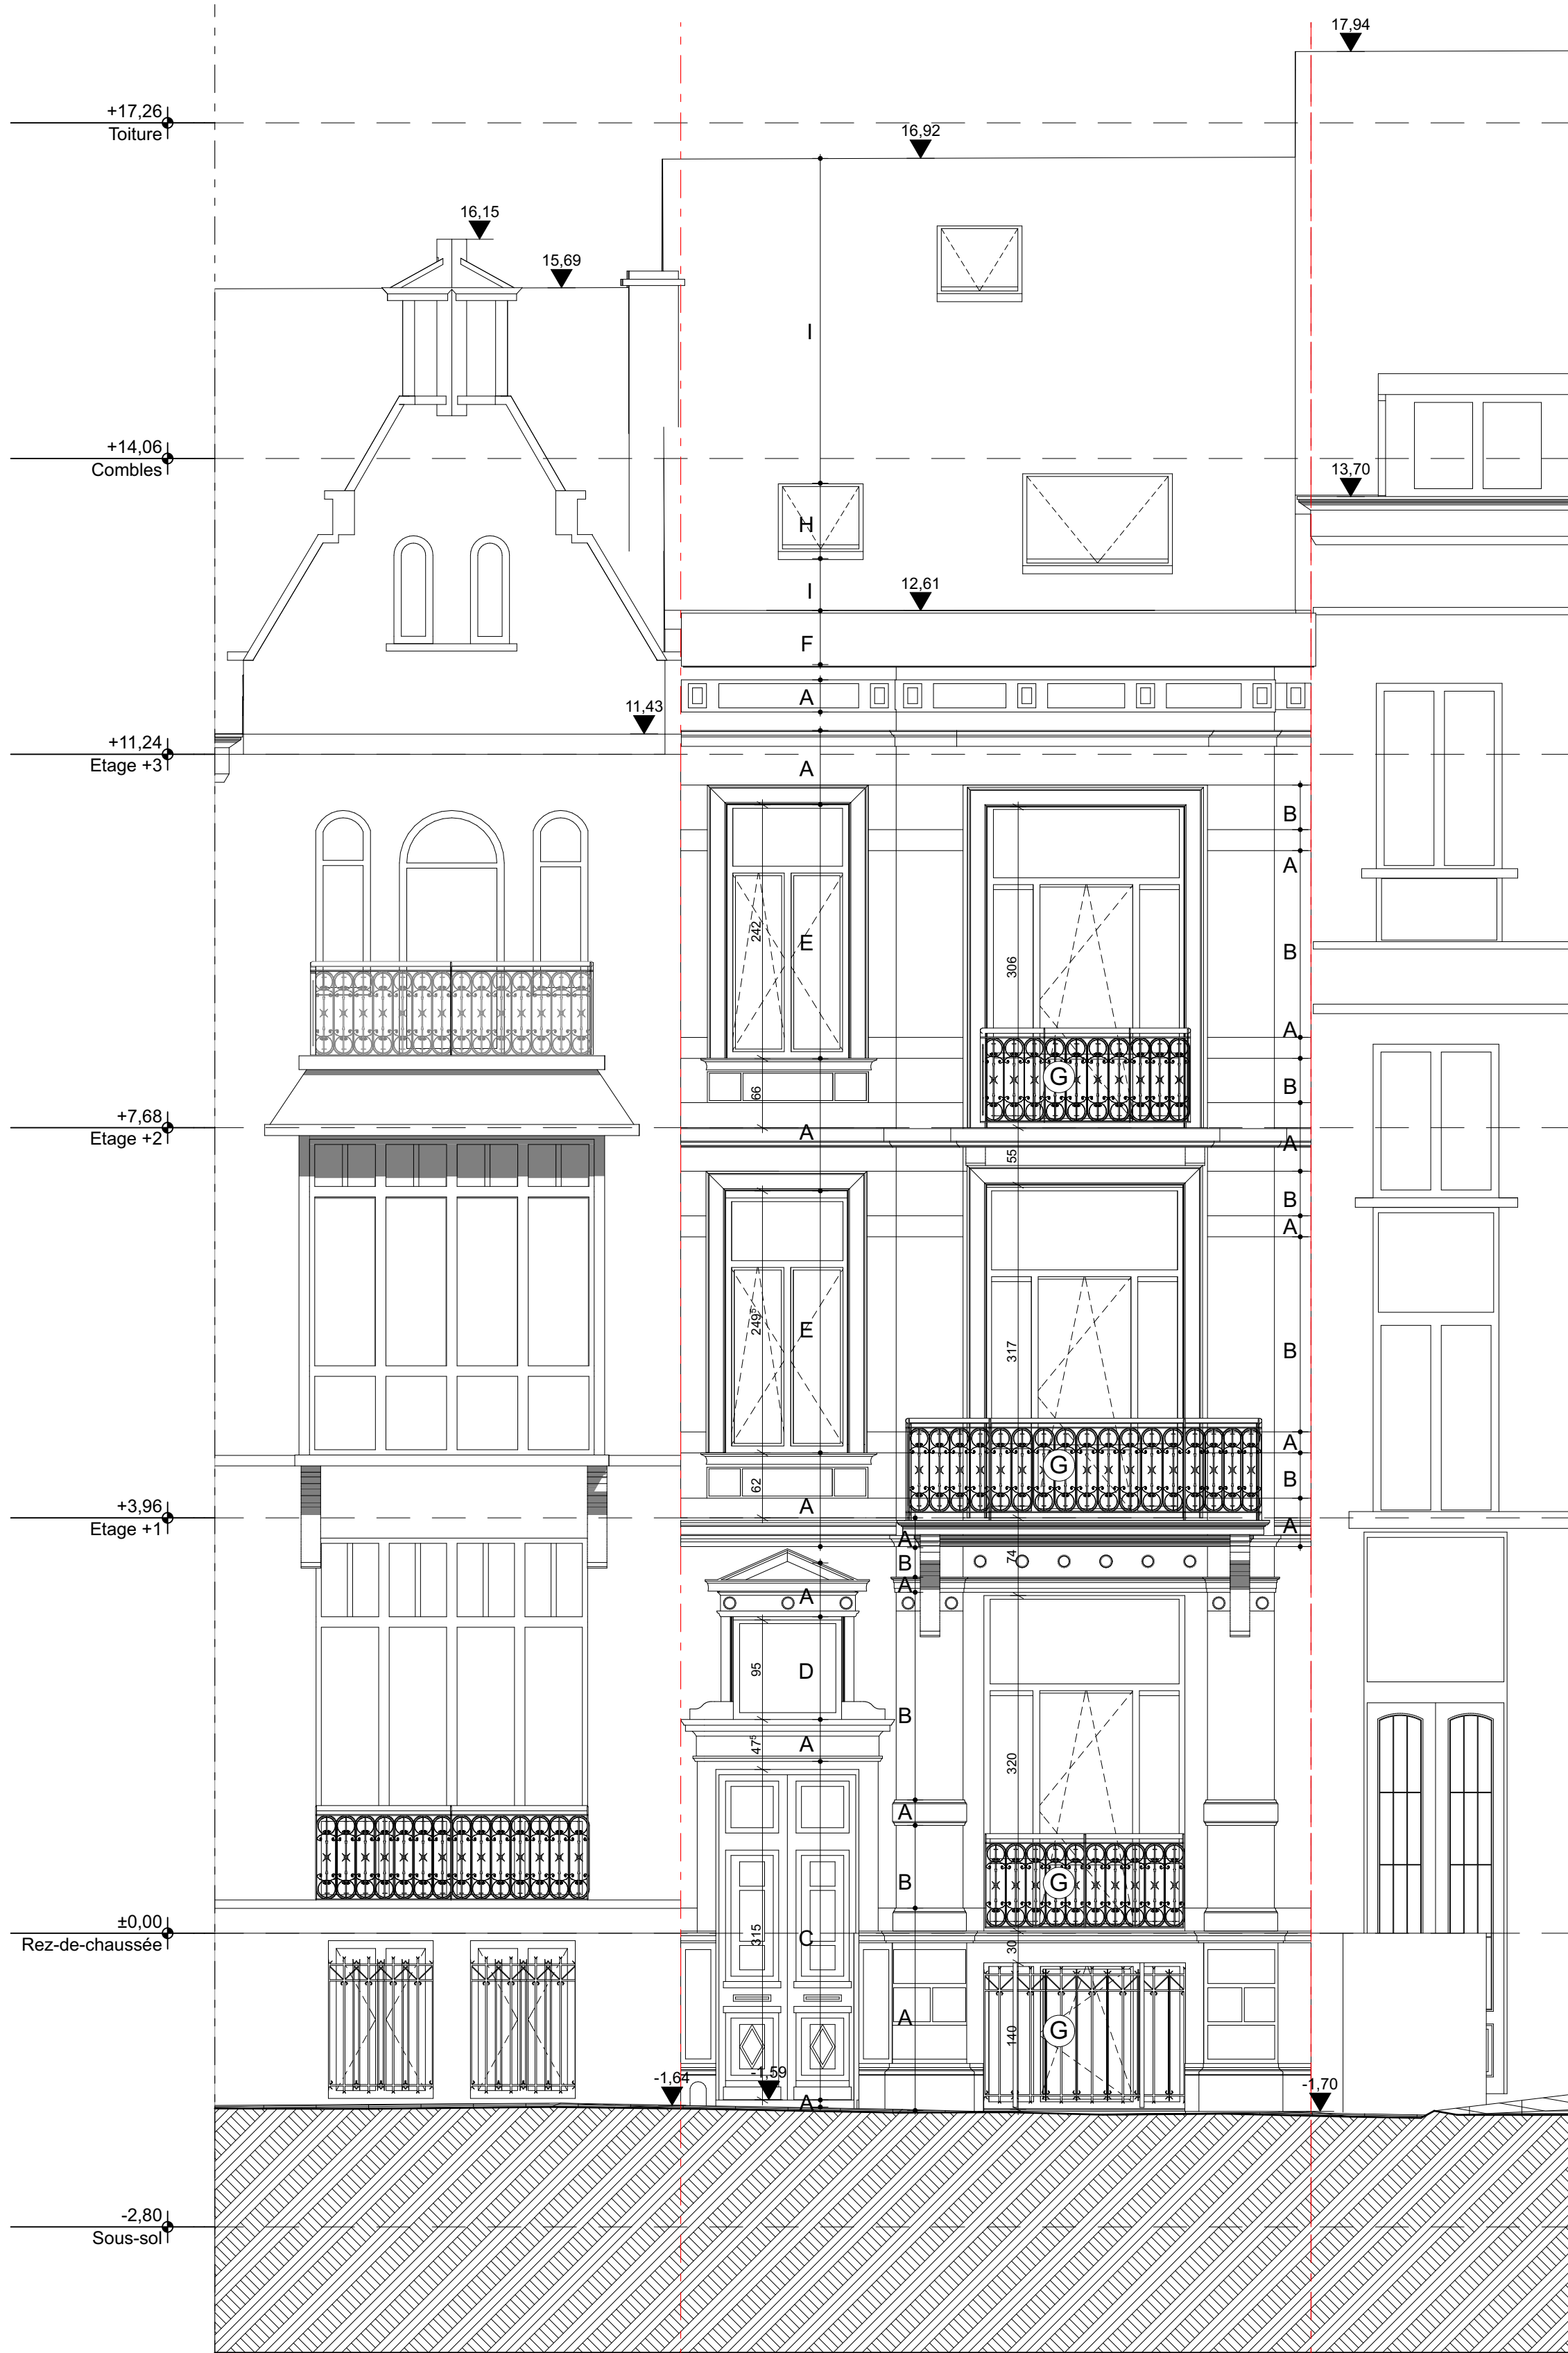 17,94
+17,26
Toiture
16,92
16,15
15,69
I
+14,06
Combles
13,70
H
I
12,61
F
A
11,43
+11,24
Etage +3
A
B
A
242
E
306
B
A
G
66
B
+7,68
Etage +2
A
A
55
B
A
249⁵
E
317
B
A
G
62
B
A
+3,96
Etage +1
A
A
B
74
A
A
95
D
B
47⁵
A
320
A
B
G
±0,00
Rez-de-chaussée
315
C
30
A
140
G
-1,64
-1,59
-1,70
A
-2,80
Sous-sol